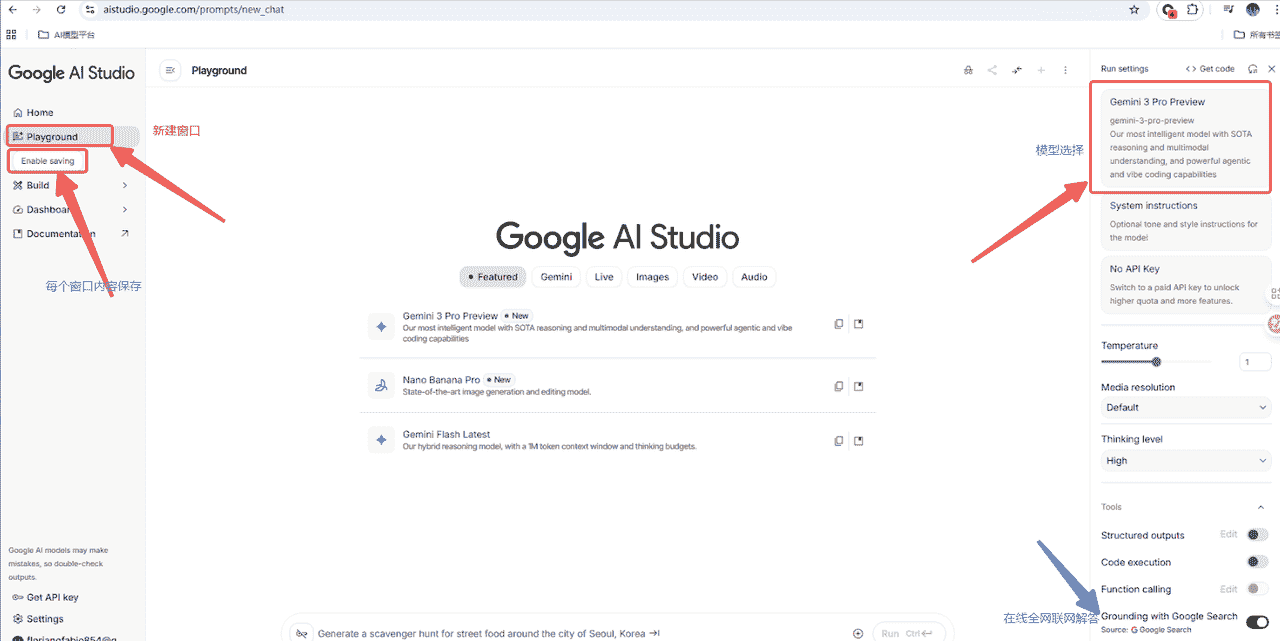 aistudio.google.com/prompts/new_chat
AI模型平台
所有书签
Google AI Studio
Home
Playground
Enable saving
Build
Dashboard
Documentation
新建窗口
每个窗口内容保存
Google AI models may make
mistakes, so double-check
outputs.
Get API key
Settings
Playground
Google AI Studio
Featured
Gemini
Live
Images
Video
Audio
Gemini 3 Pro Preview
New
Our most intelligent model with SOTA reasoning and multimodal understanding, and powerful agentic and vibe
coding capabilities
Nano Banana Pro
New
State-of-the-art image generation and editing model.
Gemini Flash Latest
Our hybrid reasoning model, with a 1M token context window and thinking budgets.
Generate a scavenger hunt for street food around the city of Seoul, Korea
Run Ctrl
模型选择
Run settings
Get code
Gemini 3 Pro Preview
gemini-3-pro-preview
Our most intelligent model with SOTA
reasoning and multimodal
understanding, and powerful agentic
and vibe coding capabilities
System instructions
Optional tone and style instructions for
the model
No API Key
Switch to a paid API key to unlock
higher quota and more features.
Temperature
1
Media resolution
Default
Thinking level
High
Tools
Structured outputs
Edit
Code execution
Function calling
Edit
在线全网联网解答
Grounding with Google Search
Source: G Google Search